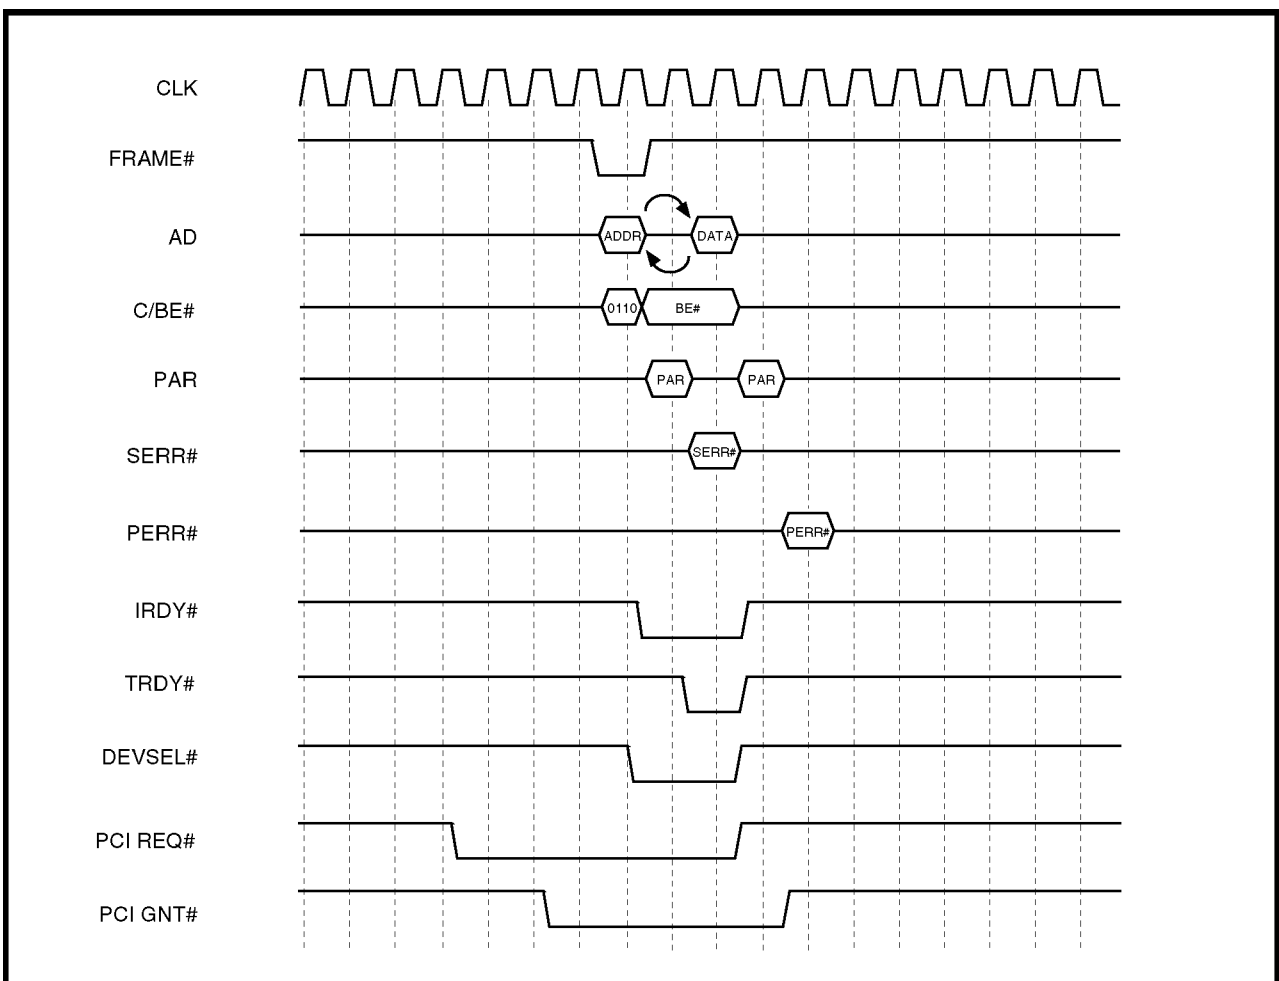 CLK
FRAME#
AD
ADDR
DATA
C/BE#
0110
BE#
PAR
PAR
PAR
SERR#
SERR#
PERR#
PERR#
IRDY#
TRDY#
DEVSEL#
PCI REQ#
PCI GNT#